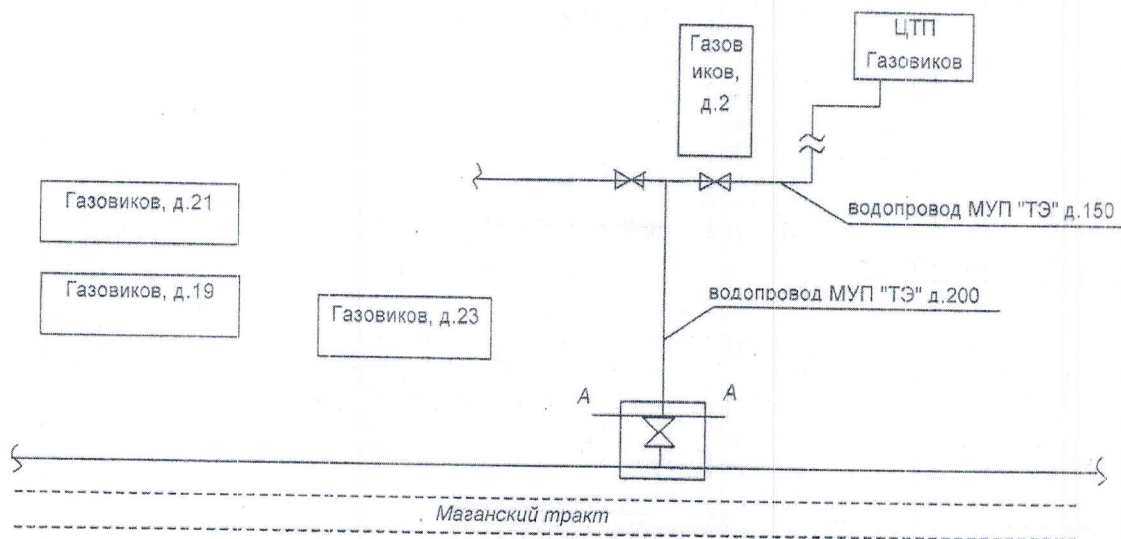 ЦТП
Газовиков
Газов
иков,
д.2
Газовиков, д.21
водопровод МУП "ТЭ" д.150
Газовиков, д.19
водопровод МУП "ТЭ" д.200
Газовиков, д.23
А
А
Маганский тракт